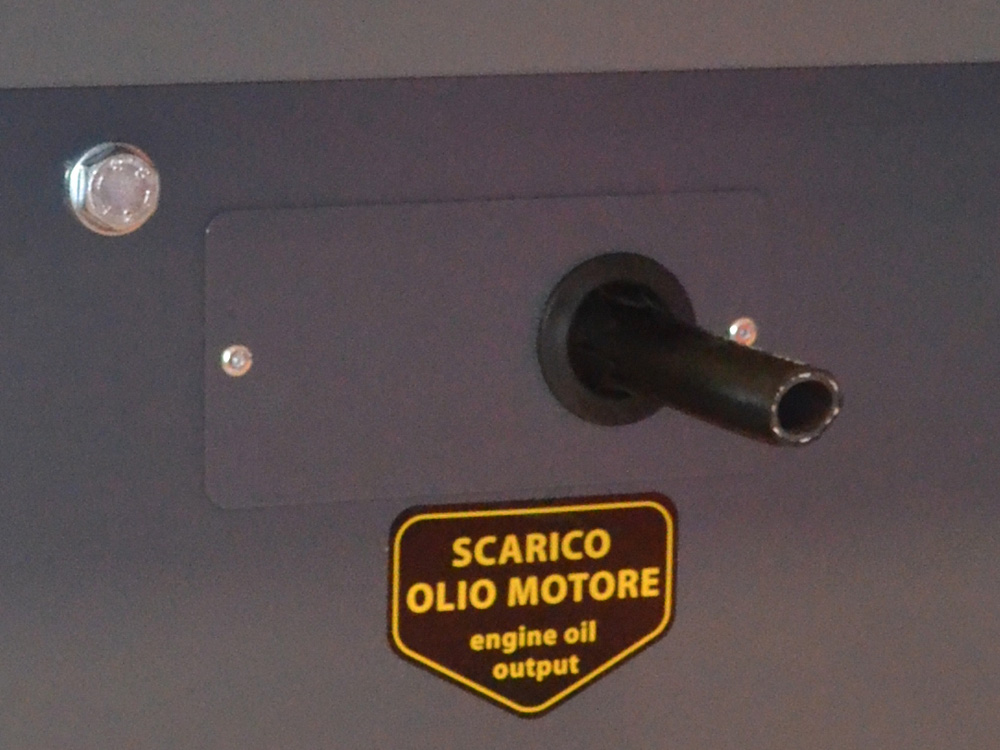 SCARICO
OLIO MOTORE
engine oil
output